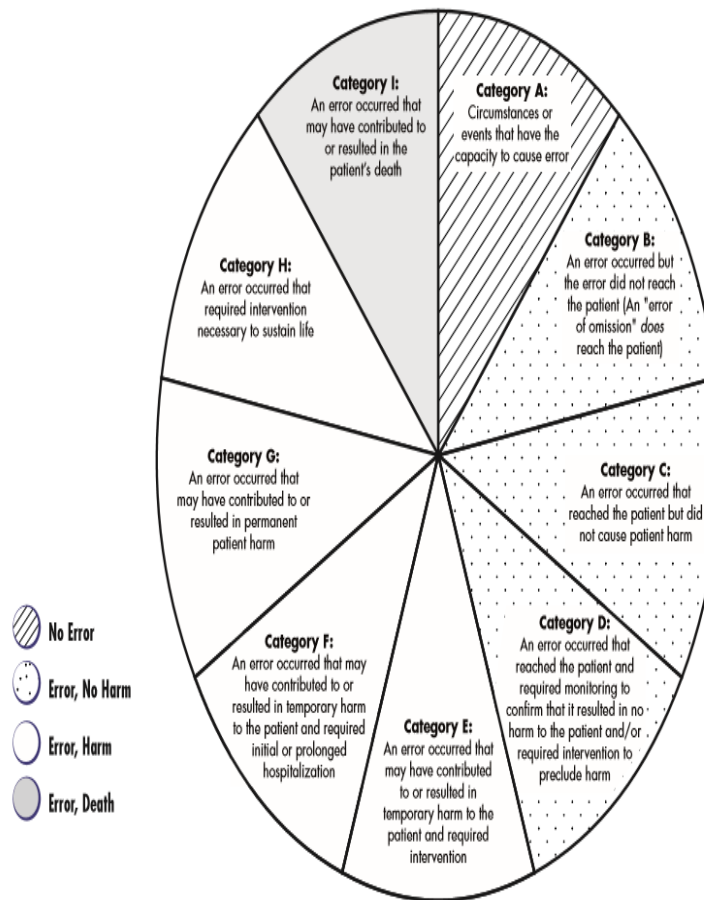 Category I:
An error occurred that
may have contributed to
or resulted in the
patient's death
Category A:
Circumstances or
events that have the
capacity to cause error
Category B:
An error occurred but
the error did not reach
the patient (An "error
of omission" does
reach the patient)
Category H:
An error occurred that
required intervention
necessary to sustain life
Category C:
An error occurred that
reached the patient but did
not cause patient harm
Category G:
An error occurred that
may have contributed to or
resulted in permanent
patient harm
Category D:
An error occurred that
reached the patient and
required monitoring to
confirm that it resulted in no
harm to the patient and/or
required intervention to
preclude harm
Category F:
An error occurred that may
have contributed to or
resulted in temporary harm
to the patient and required
initial or prolonged
hospitalization
Category E:
An error occurred that
may have contributed
to or resulted in
temporary harm to the
patient and required
intervention
No Error
Error, No Harm
Error, Harm
Error, Death